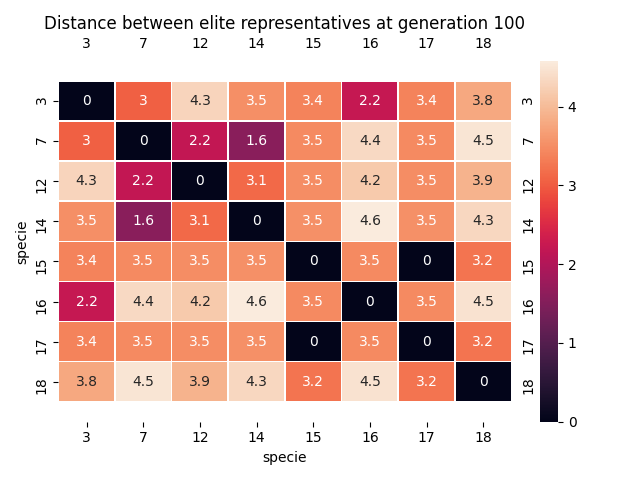 Distance between elite representatives at generation 100
3 7 12 14 15 16 17 18
3 0 3 4.3 3.5 3.4 2.2 3.4 3.8 3
7 3 0 2.2 1.6 3.5 4.4 3.5 4.5 7
12 4.3 2.2 0 3.1 3.5 4.2 3.5 3.9 12
14 3.5 1.6 3.1 0 3.5 4.6 3.5 4.3 14
15 3.4 3.5 3.5 3.5 0 3.5 0 3.2 15
16 2.2 4.4 4.2 4.6 3.5 0 3.5 4.5 16
17 3.4 3.5 3.5 3.5 0 3.5 0 3.2 17
18 3.8 4.5 3.9 4.3 3.2 4.5 3.2 0 18
3 7 12 14 15 16 17 18
specie
specie
4
3
2
1
0